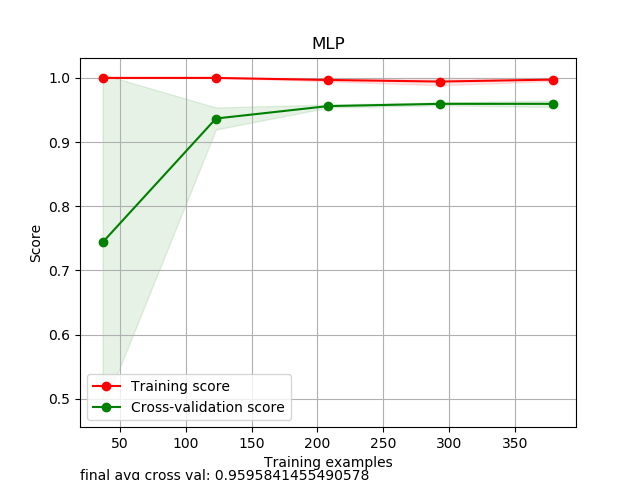 MLP
1.0
0.9
0.8
0.7
0.6
0.5
Score
Training score
Cross-validation score
50 100 150 200 250 300 350
Training examples
final avg cross val: 0.9595841455490578